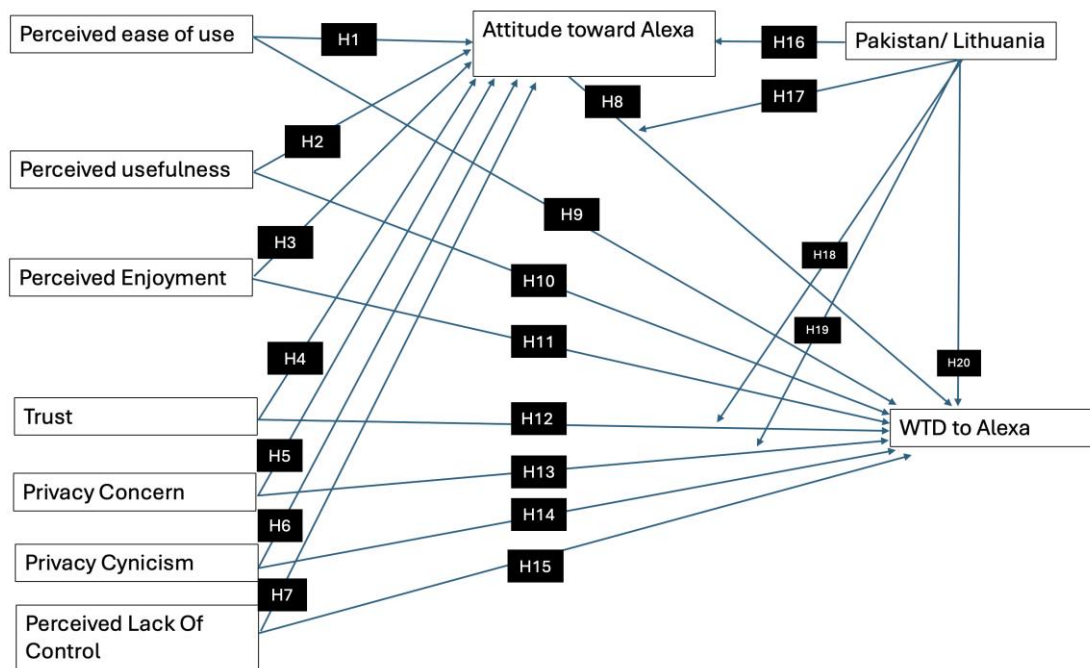 Perceived ease of use
H1
Attitude toward Alexa
H16
Pakistan/ Lithuania
H8
H17
H2
Perceived usefulness
H9
H3
Perceived Enjoyment
H10
H18
H11
H19
H4
H20
Trust
H12
WTD to Alexa
H5
Privacy Concern
H13
H6
H14
Privacy Cynicism
H15
H7
Perceived Lack Of
Control